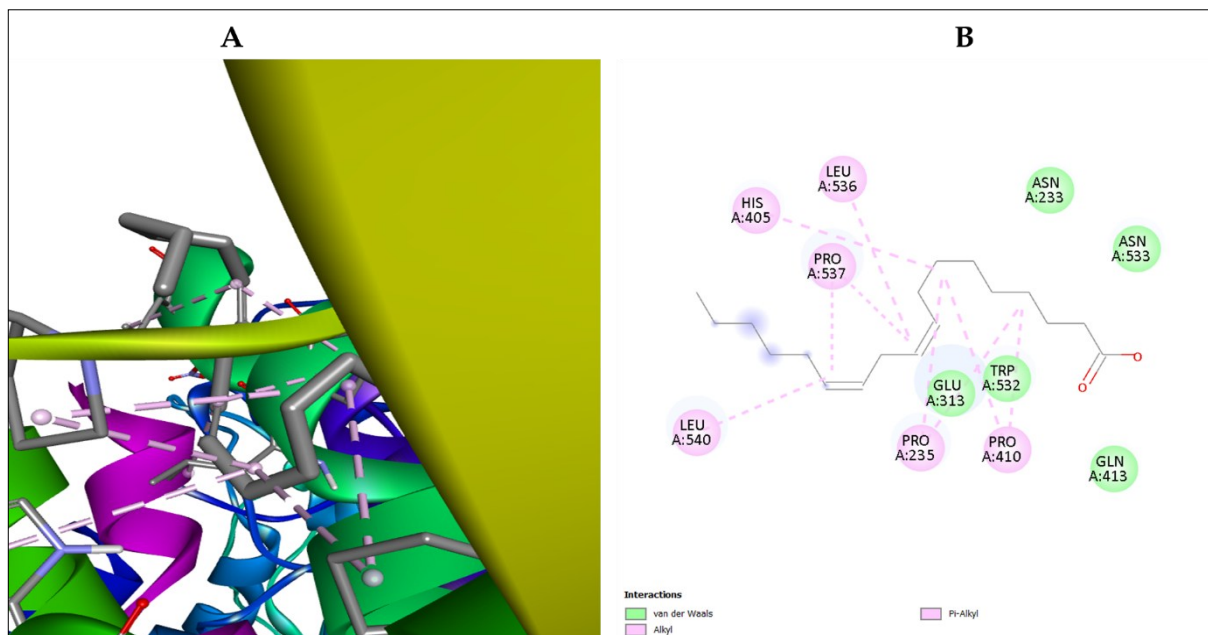 A
B
LEU
A:536
HIS
A:405
ASN
A:233
ASN
A:533
PRO
A:537
GLU
A:313
TRP
A:532
LEU
A:540
PRO
A:235
PRO
A:410
GLN
A:413
O
O
Interactions
van der Waals
Alkyl
Pi-Alkyl